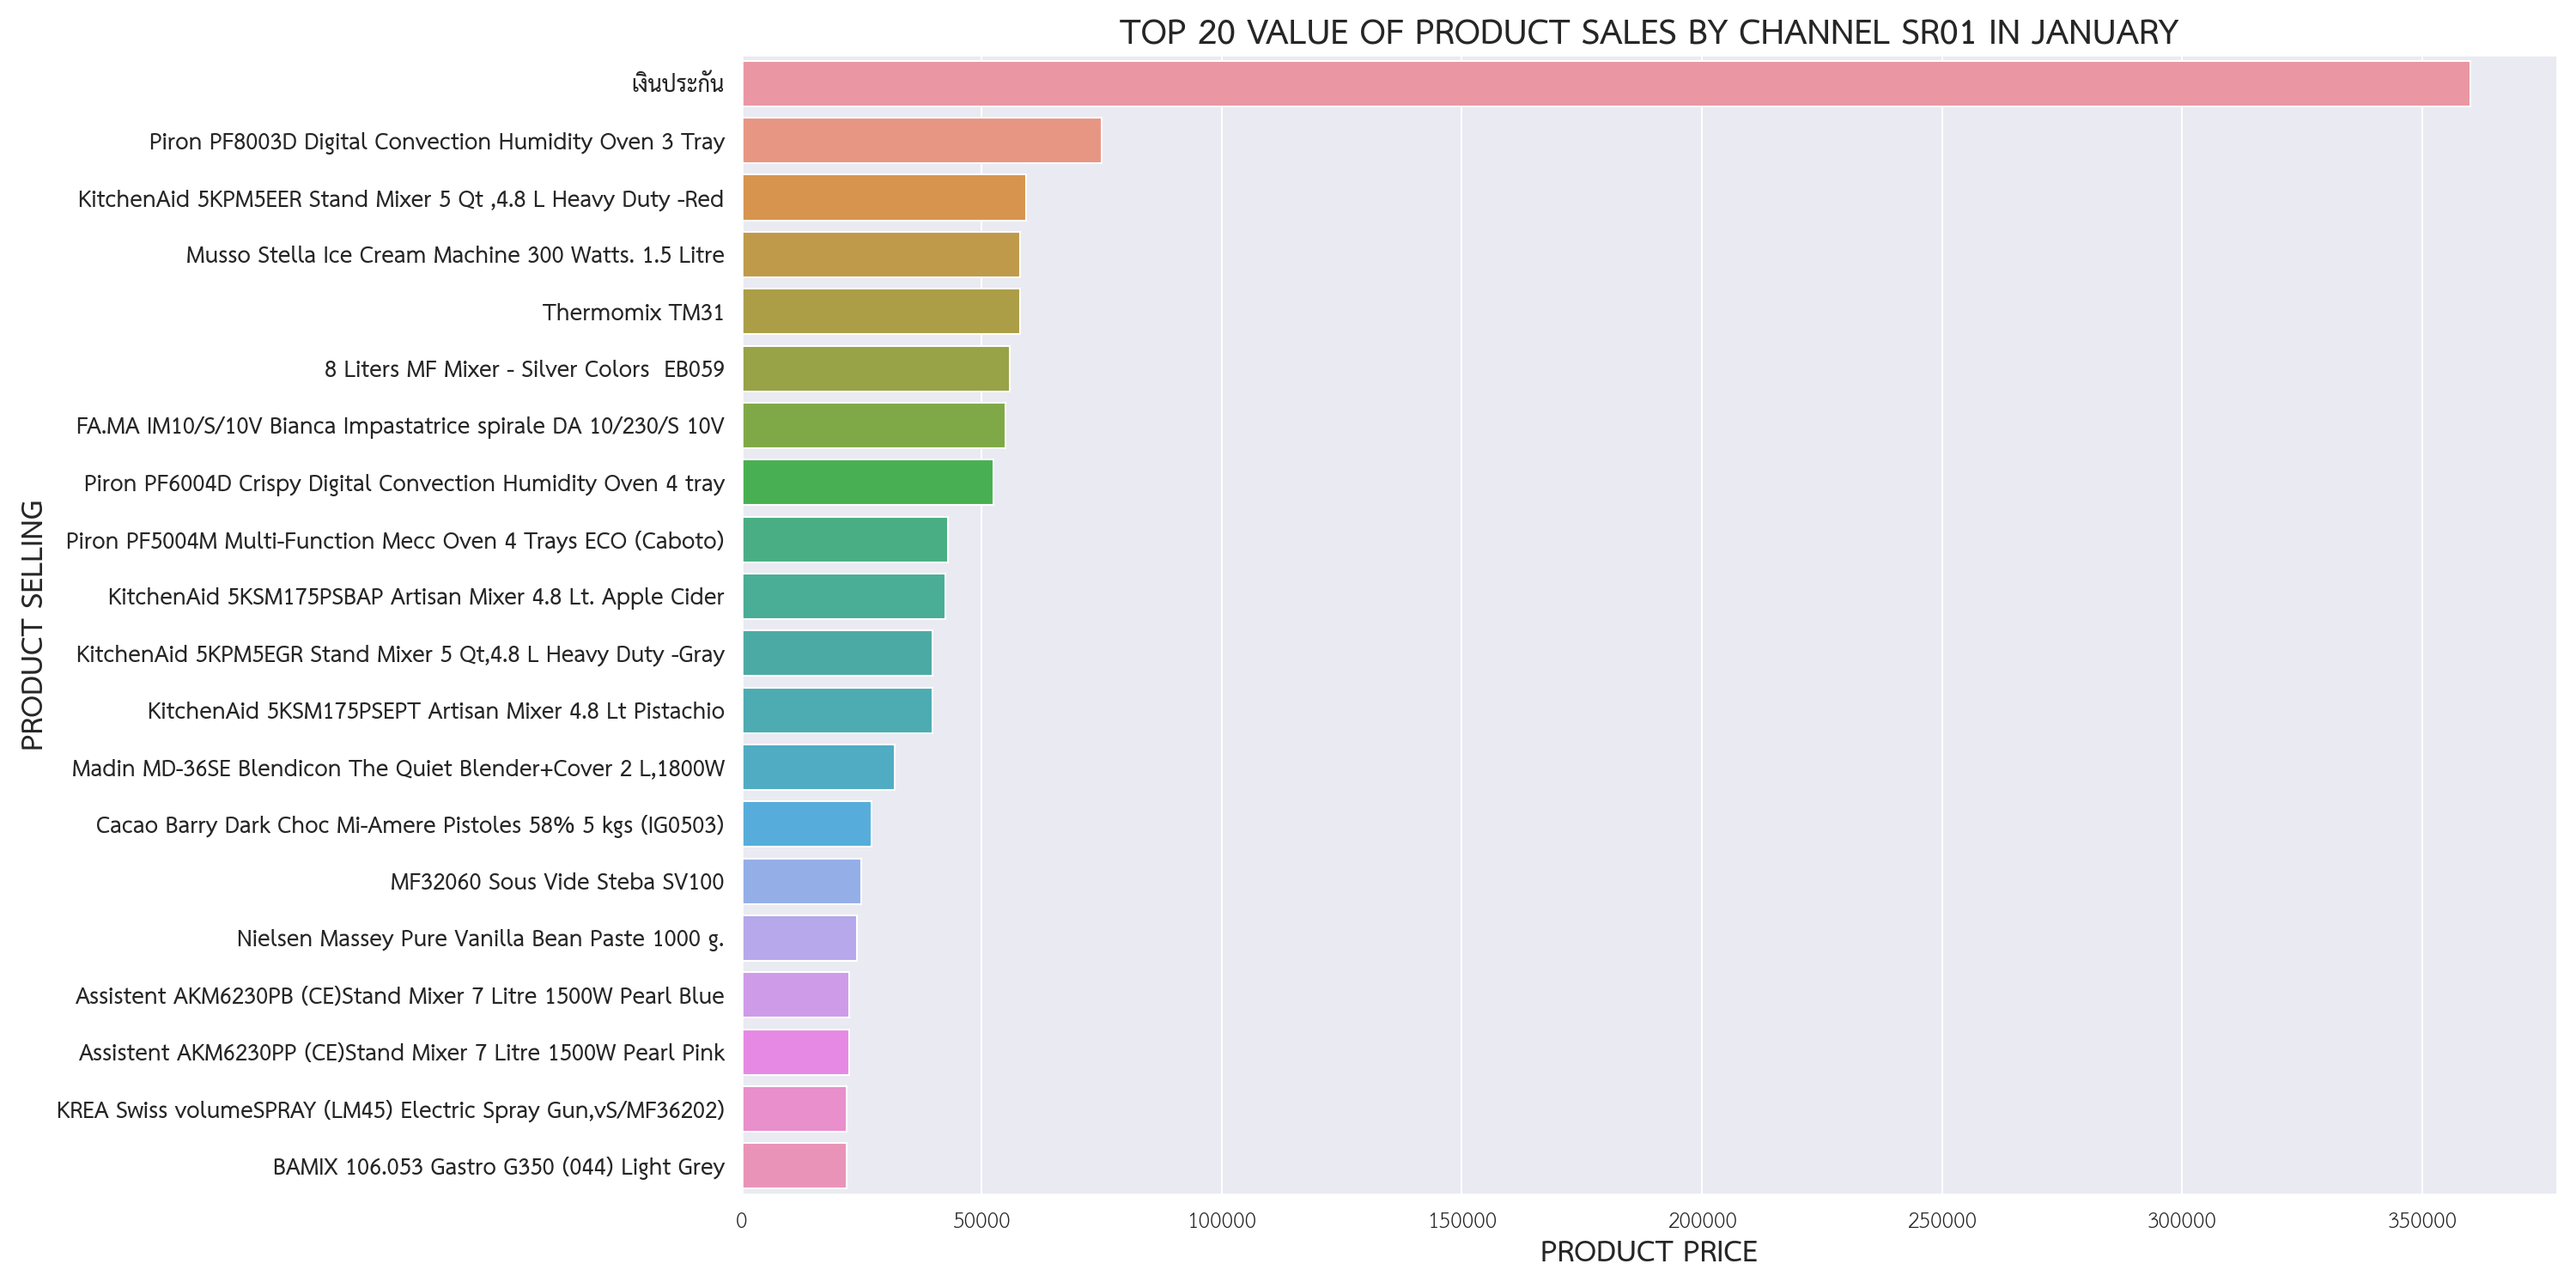 TOP 20 VALUE OF PRODUCT SALES BY CHANNEL SR01 IN JANUARY
PRODUCT SELLING
เงินประกัน
Piron PF8003D Digital Convection Humidity Oven 3 Tray
KitchenAid 5KPM5EER Stand Mixer 5 Qt ,4.8 L Heavy Duty -Red
Musso Stella Ice Cream Machine 300 Watts. 1.5 Litre
Thermomix TM31
8 Liters MF Mixer - Silver Colors  EB059
FA.MA IM10/S/10V Bianca Impastatrice spirale DA 10/230/S 10V
Piron PF6004D Crispy Digital Convection Humidity Oven 4 tray
Piron PF5004M Multi-Function Mecc Oven 4 Trays ECO (Caboto)
KitchenAid 5KSM175PSBAP Artisan Mixer 4.8 Lt. Apple Cider
KitchenAid 5KPM5EGR Stand Mixer 5 Qt,4.8 L Heavy Duty -Gray
KitchenAid 5KSM175PSEPT Artisan Mixer 4.8 Lt Pistachio
Madin MD-36SE Blendicon The Quiet Blender+Cover 2 L,1800W
Cacao Barry Dark Choc Mi-Amere Pistoles 58% 5 kgs (IG0503)
MF32060 Sous Vide Steba SV100
Nielsen Massey Pure Vanilla Bean Paste 1000 g.
Assistent AKM6230PB (CE)Stand Mixer 7 Litre 1500W Pearl Blue
Assistent AKM6230PP (CE)Stand Mixer 7 Litre 1500W Pearl Pink
KREA Swiss volumeSPRAY (LM45) Electric Spray Gun,vS/MF36202)
BAMIX 106.053 Gastro G350 (044) Light Grey
0 50000 100000 150000 200000 250000 300000 350000
PRODUCT PRICE